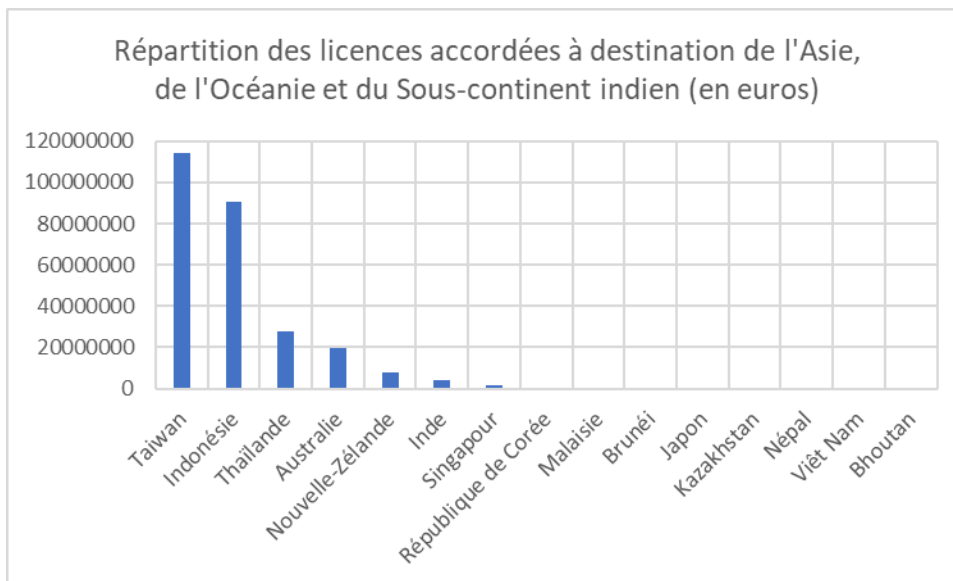 Répartition des licences accordées à destination de l'Asie,
de l'Océanie et du Sous-continent indien (en euros)
120000000
100000000
80000000
60000000
40000000
20000000
0
Taiwan
Indonésie
Thaïlande
Australie
Nouvelle-Zélande
Inde
Singapour
République de Corée
Malaisie
Brunéi
Japon
Kazakhstan
Népal
Viêt Nam
Bhoutan